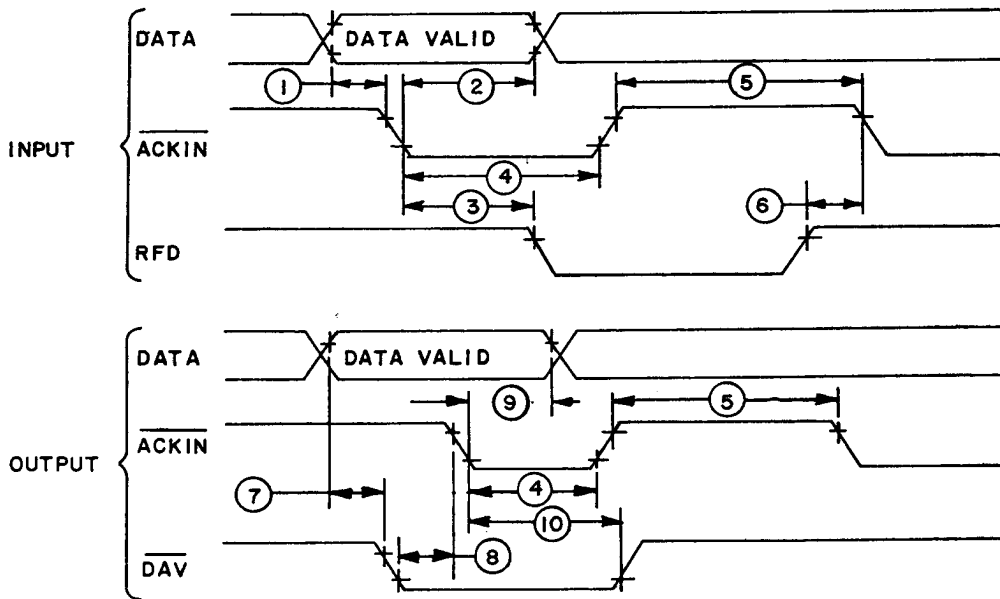 DATA
DATA VALID
1
2
5
INPUT
ACKIN
4
3
6
RFD
DATA
DATA VALID
9
5
ACKIN
OUTPUT
7
4
10
8
DAV